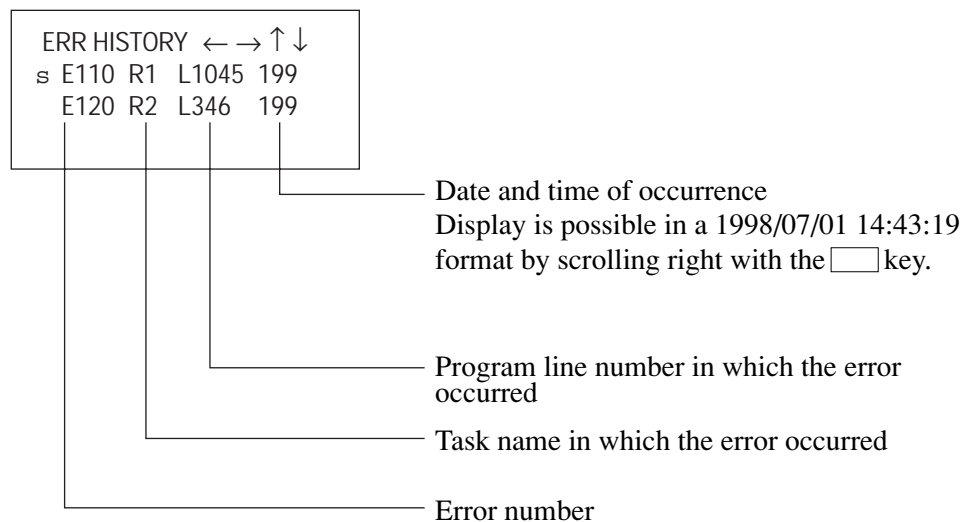 ERR HISTORY ← → ↑ ↓
s E110 R1 L1045 199
E120 R2 L346 199
Date and time of occurrence
Display is possible in a 1998/07/01 14:43:19
format by scrolling right with the key.
Program line number in which the error
occurred
Task name in which the error occurred
Error number